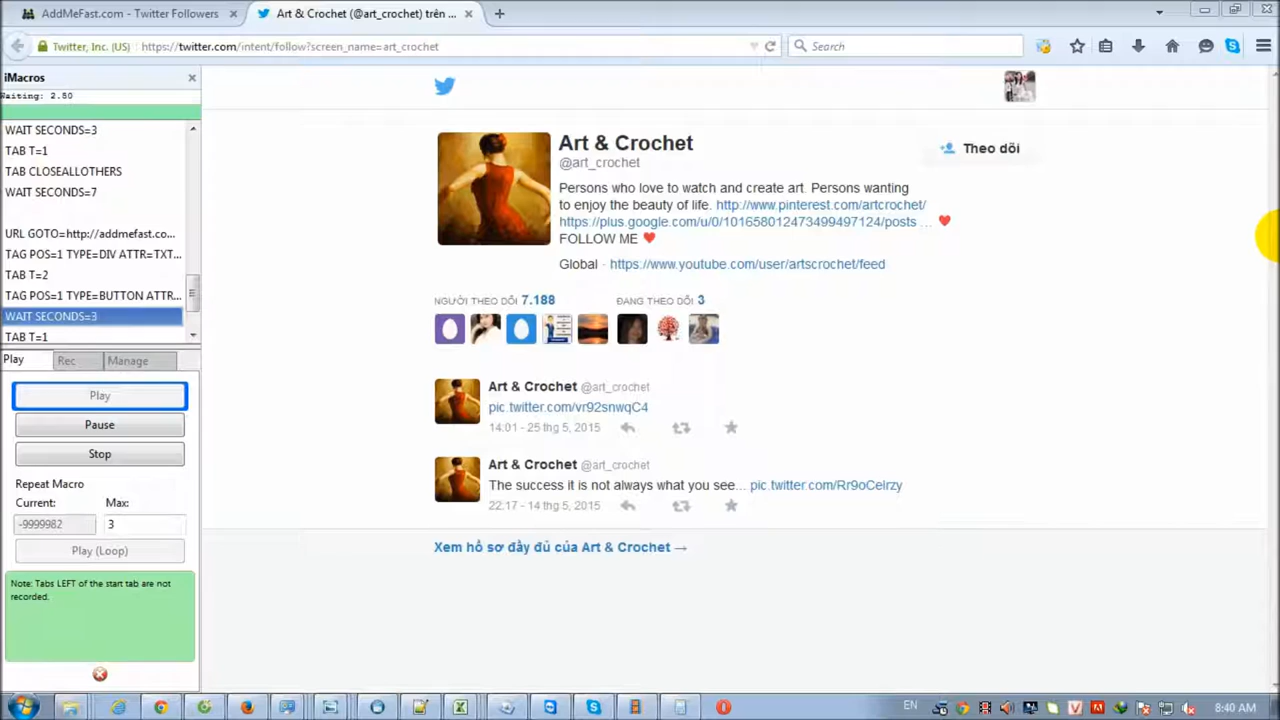 AddMeFast.com - Twitter Followers
Art & Crochet (@art_crochet) trên ...
Twitter, Inc. (US)
https://twitter.com/intent/follow?screen_name=art_crochet
Search
iMacros
Waiting: 2.50
WAIT SECONDS=3
TAB T=1
TAB CLOSEALLOTHERS
WAIT SECONDS=7
URL GOTO=http://addmefast.co...
TAG POS=1 TYPE=DIV ATTR=TXT...
TAB T=2
TAG POS=1 TYPE=BUTTON ATTR...
WAIT SECONDS=3
TAB T=1
Play
Rec
Manage
Play
Pause
Stop
Repeat Macro
Current:
Max:
-9999982
3
Play (Loop)
Note: Tabs LEFT of the start tab are not
recorded.
Art & Crochet
@art_crochet
Theo dõi
Persons who love to watch and create art. Persons wanting
to enjoy the beauty of life. http://www.pinterest.com/artcrochet/
https://plus.google.com/u/0/101658012473499497124/posts … ❤
FOLLOW ME ❤
Global · https://www.youtube.com/user/artscrochet/feed
NGƯỜI THEO DÕI 7.188
ĐANG THEO DÕI 3
Art & Crochet @art_crochet
pic.twitter.com/vr92snwqC4
14:01 - 25 thg 5, 2015
Art & Crochet @art_crochet
The success it is not always what you see... pic.twitter.com/Rr9oCelrzy
22:17 - 14 thg 5, 2015
Xem hồ sơ đầy đủ của Art & Crochet →
EN
8:40 AM